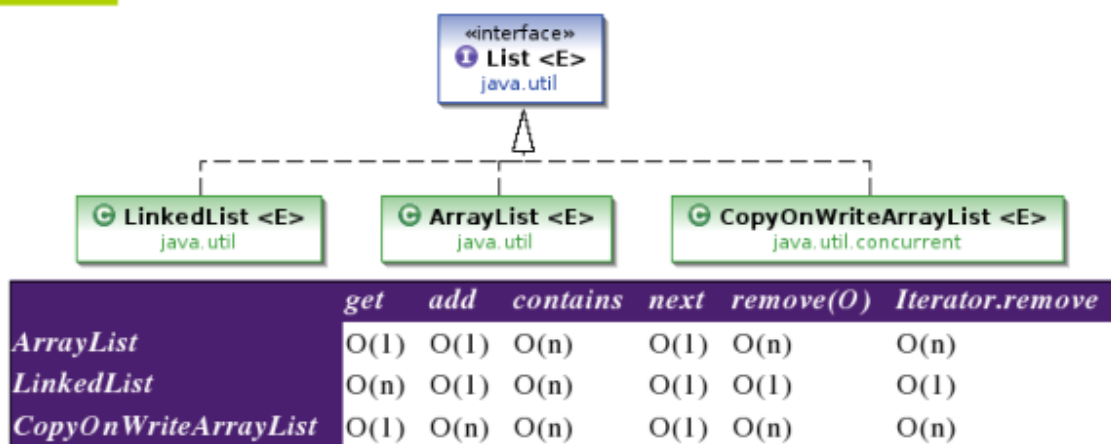 «interface»
I List <E>
java.util
C LinkedList <E>
java.util
C ArrayList <E>
java.util
C CopyOnWriteArrayList <E>
java.util.concurrent
get add contains next remove(O) Iterator.remove
ArrayList O(1) O(1) O(n) O(1) O(n) O(n)
LinkedList O(n) O(1) O(n) O(1) O(1) O(1)
CopyOnWriteArrayList O(1) O(n) O(n) O(1) O(n) O(n)